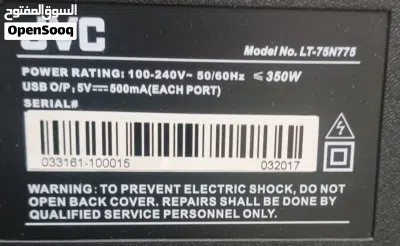 السوق المفتوح
OpenSooq
JVC
Model No. LT-75N775
POWER RATING: 100-240V~ 50/60Hz ≤350W
USB O/P: 5V⎓500mA(EACH PORT)
SERIAL#
033161-100015 032017
WARNING: TO PREVENT ELECTRIC SHOCK, DO NOT
OPEN BACK COVER. REPAIRS SHALL BE DONE BY
QUALIFIED SERVICE PERSONNEL ONLY.